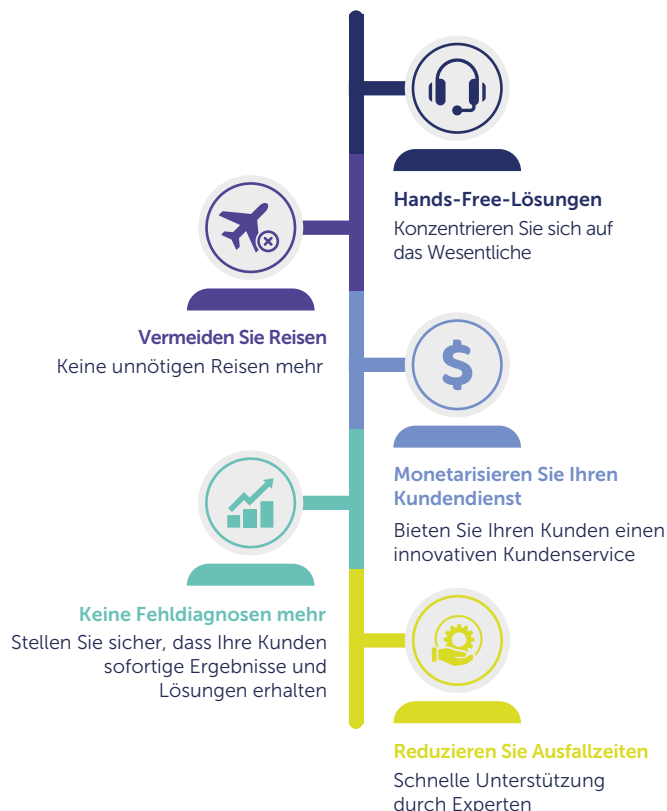 Hands-Free-Lösungen
Konzentrieren Sie sich auf
das Wesentliche
Vermeiden Sie Reisen
Keine unnötigen Reisen mehr
Monetarisieren Sie Ihren
Kundendienst
Bieten Sie Ihren Kunden einen
innovativen Kundenservice
Keine Fehldiagnosen mehr
Stellen Sie sicher, dass Ihre Kunden
sofortige Ergebnisse und
Lösungen erhalten
Reduzieren Sie Ausfallzeiten
Schnelle Unterstützung
durch Experten